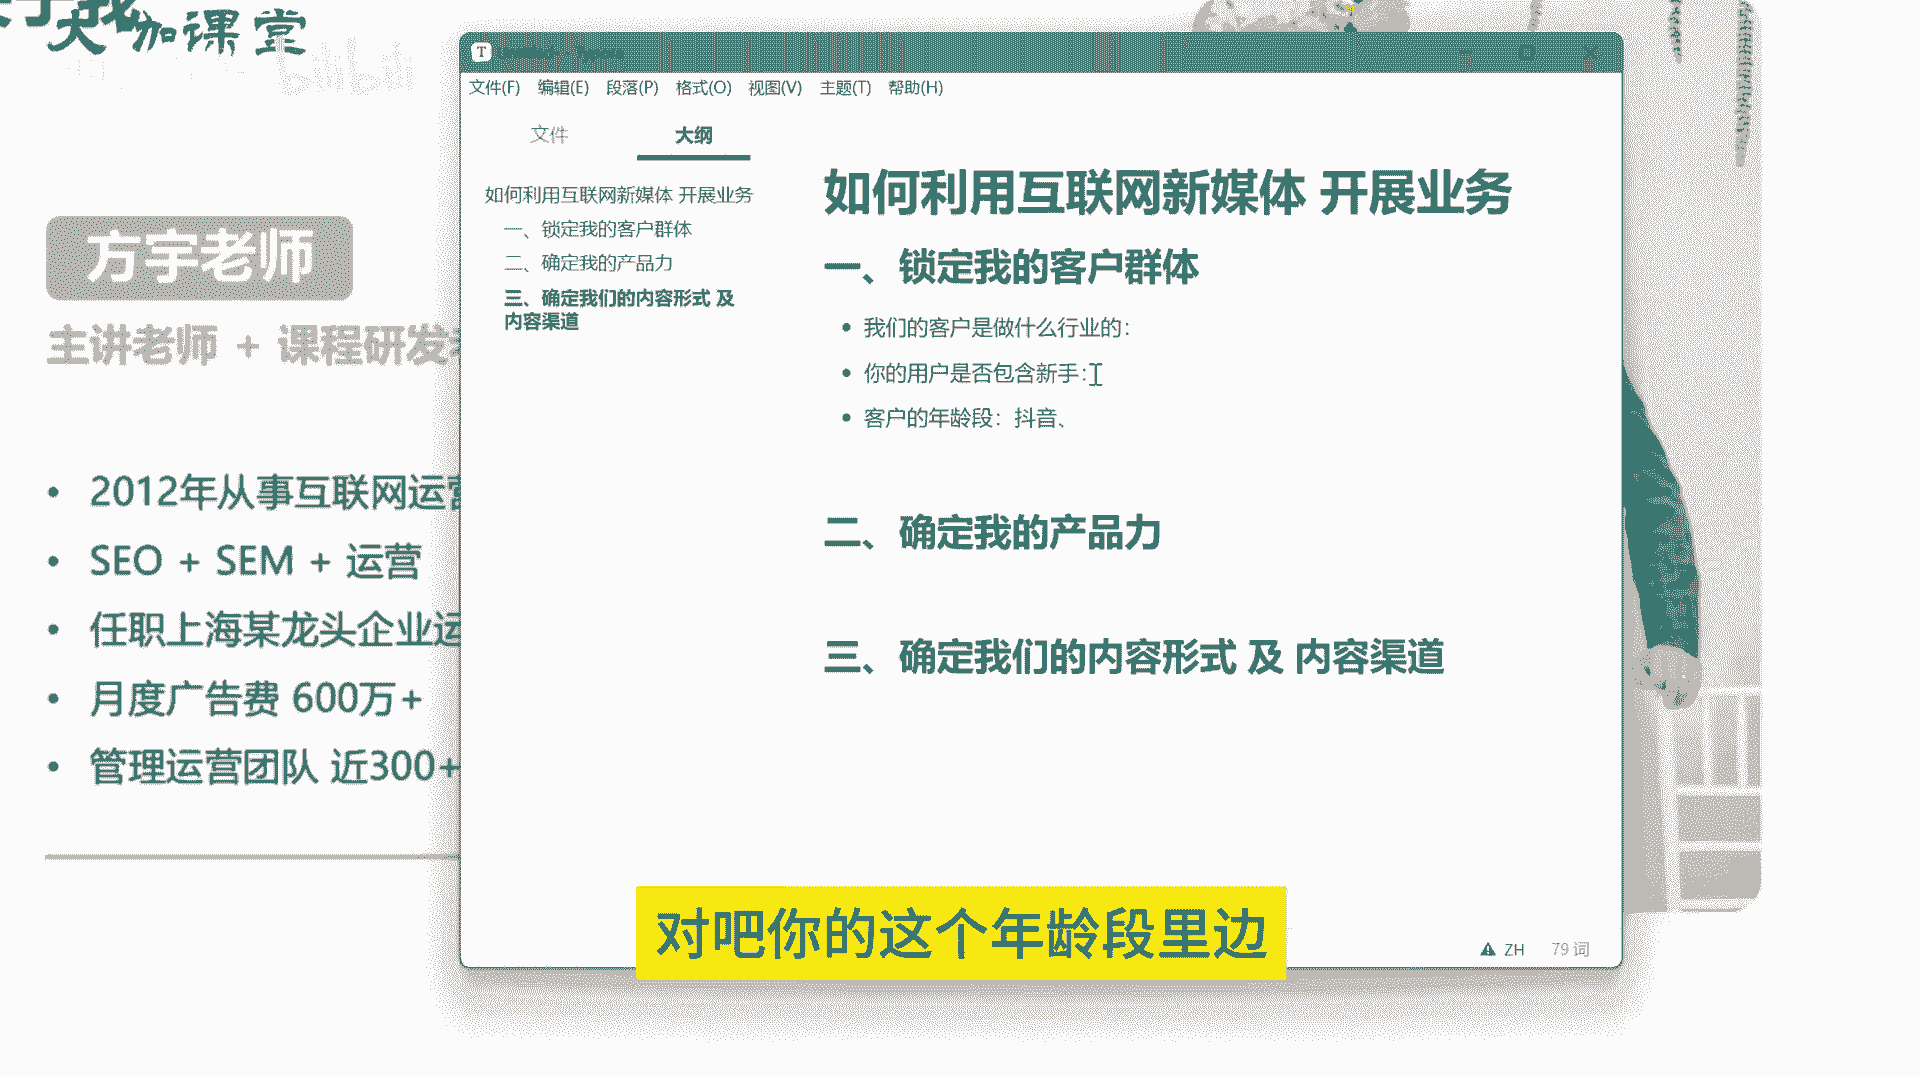 大咖课堂
bilibili
方宇老师
主讲老师 + 课程研发
2012年从事互联网运营
SEO + SEM + 运营
任职上海某龙头企业运
月度广告费 600万+
管理运营团队 近300+
T
文件(F) 编辑(E) 段落(P) 格式(O) 视图(V) 主题(T) 帮助(H)
文件 大纲
如何利用互联网新媒体 开展业务
一、锁定我的客户群体
二、确定我的产品力
三、确定我们的内容形式 及
内容渠道
如何利用互联网新媒体 开展业务
一、锁定我的客户群体
我们的客户是做什么行业的：
你的用户是否包含新手：
客户的年龄段：抖音、
二、确定我的产品力
三、确定我们的内容形式 及 内容渠道
ZH 79 词
对吧你的这个年龄段里边